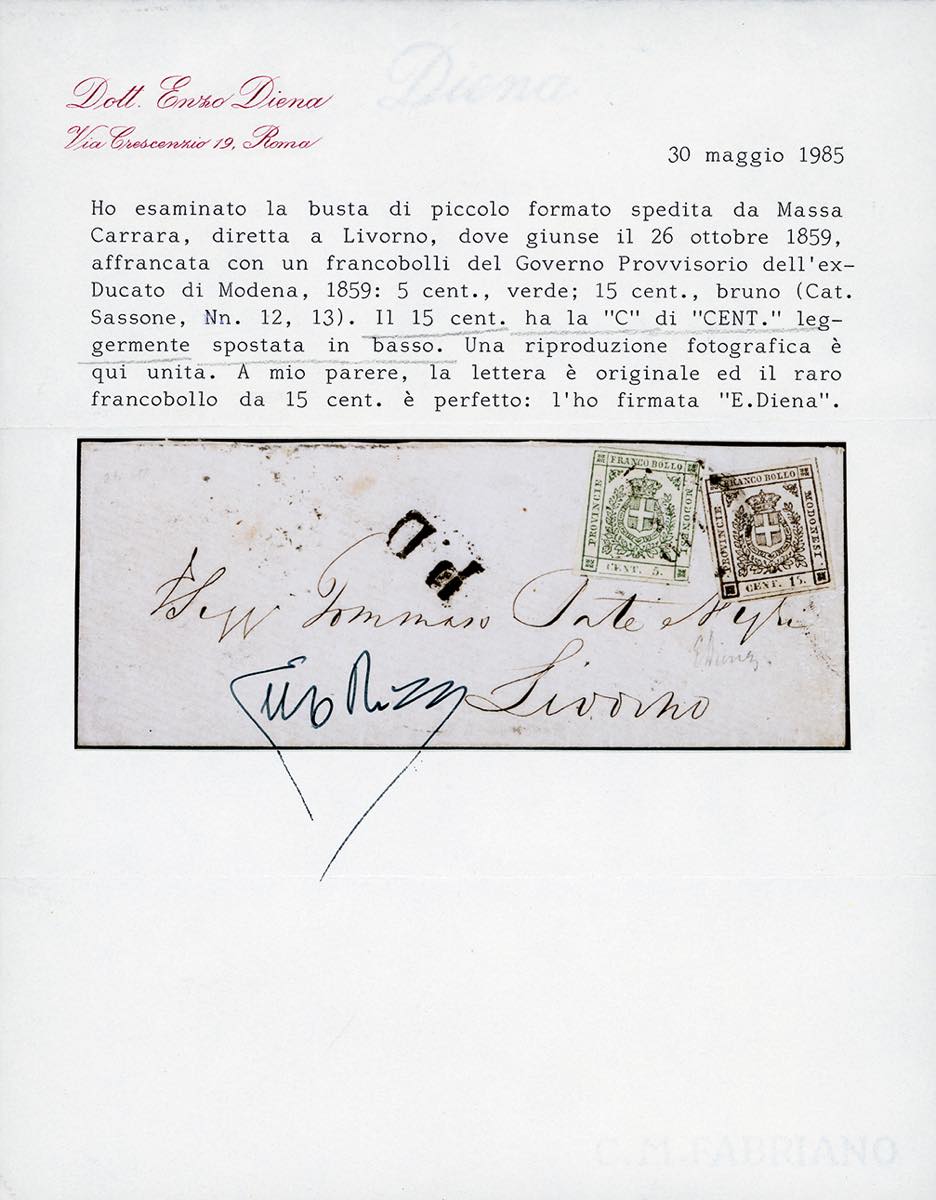 Diena
Dott. Enzo Diena
Via Crescenzio 19, Roma
30 maggio 1985
Ho esaminato la busta di piccolo formato spedita da Massa
Carrara, diretta a Livorno, dove giunse il 26 ottobre 1859,
affrancata con un francobolli del Governo Provvisorio dell'ex-
Ducato di Modena, 1859: 5 cent., verde; 15 cent., bruno (Cat.
Sassone, Nn. 12, 13). Il 15 cent. ha la "C" di "CENT." leg-
germente spostata in basso. Una riproduzione fotografica è
qui unita. A mio parere, la lettera è originale ed il raro
francobollo da 15 cent. è perfetto: l'ho firmata "E.Diena".
FRANCO BOLLO
PROVINCIE
MODONESI
CENT. 5.
FRANCO BOLLO
PROVINCIE
MODONESI.
CENT. 15.
P.D
Tommaso
E Diena.
Livorno
C.M.FABRIANO